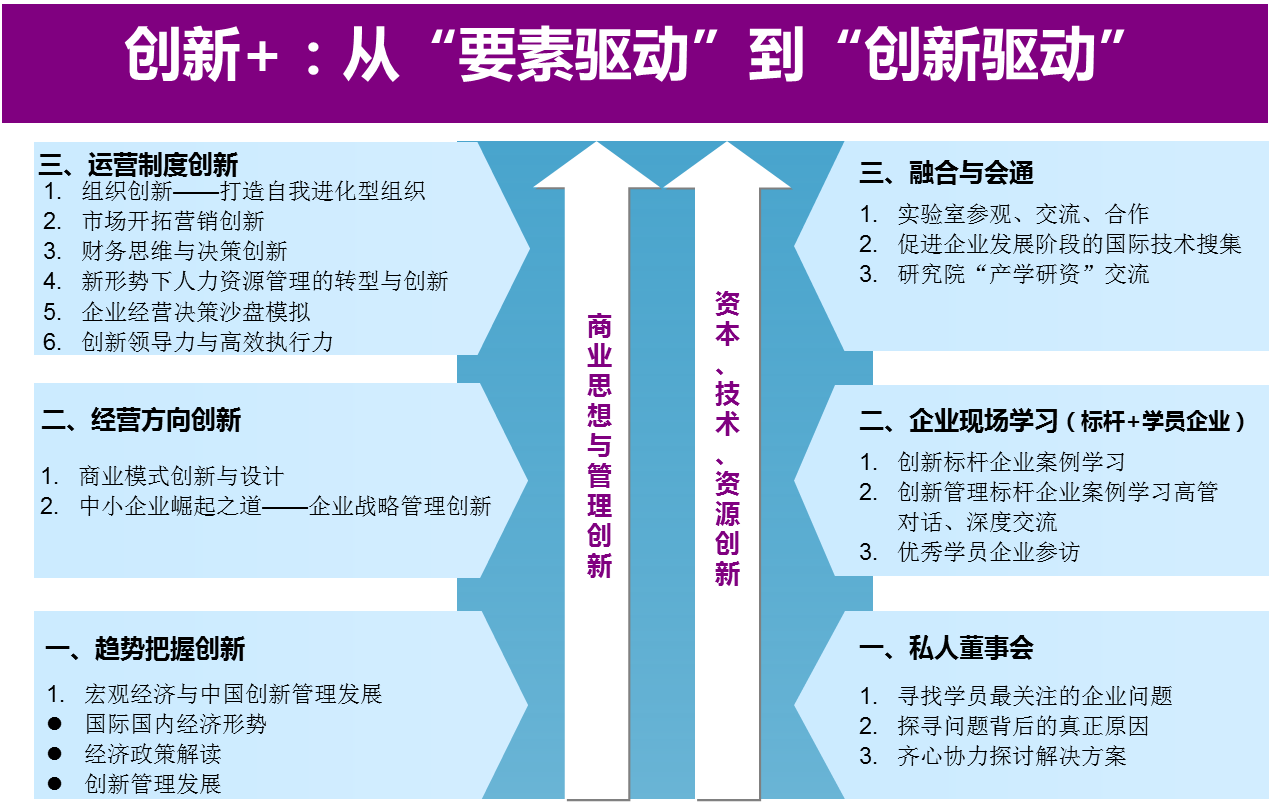 创新+：从“要素驱动”到“创新驱动”
三、运营制度创新
1. 组织创新——打造自我进化型组织
2. 市场开拓营销创新
3. 财务思维与决策创新
4. 新形势下人力资源管理的转型与创新
5. 企业经营决策沙盘模拟
6. 创新领导力与高效执行力
二、经营方向创新
1. 商业模式创新与设计
2. 中小企业崛起之道——企业战略管理创新
一、趋势把握创新
1. 宏观经济与中国创新管理发展
● 国际国内经济形势
● 经济政策解读
● 创新管理发展
商业思想与管理创新
资本、技术、资源创新
三、融合与会通
1. 实验室参观、交流、合作
2. 促进企业发展阶段的国际技术搜集
3. 研究院“产学研资”交流
二、企业现场学习（标杆+学员企业）
1. 创新标杆企业案例学习
2. 创新管理标杆企业案例学习高管
对话、深度交流
3. 优秀学员企业参访
一、私人董事会
1. 寻找学员最关注的企业问题
2. 探寻问题背后的真正原因
3. 齐心协力探讨解决方案